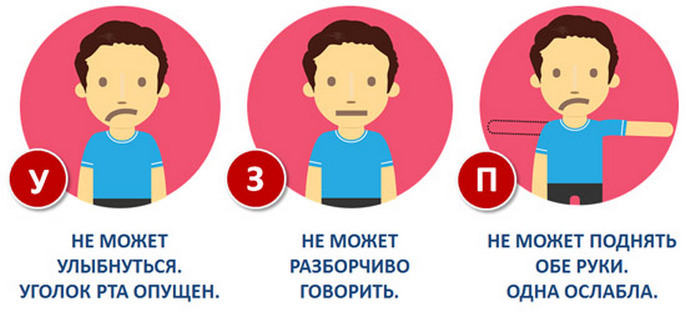 У
НЕ МОЖЕТ
УЛЫБНУТЬСЯ.
УГОЛОК РТА ОПУЩЕН.
З
НЕ МОЖЕТ
РАЗБОРЧИВО
ГОВОРИТЬ.
П
НЕ МОЖЕТ ПОДНЯТЬ
ОБЕ РУКИ.
ОДНА ОСЛАБЛА.